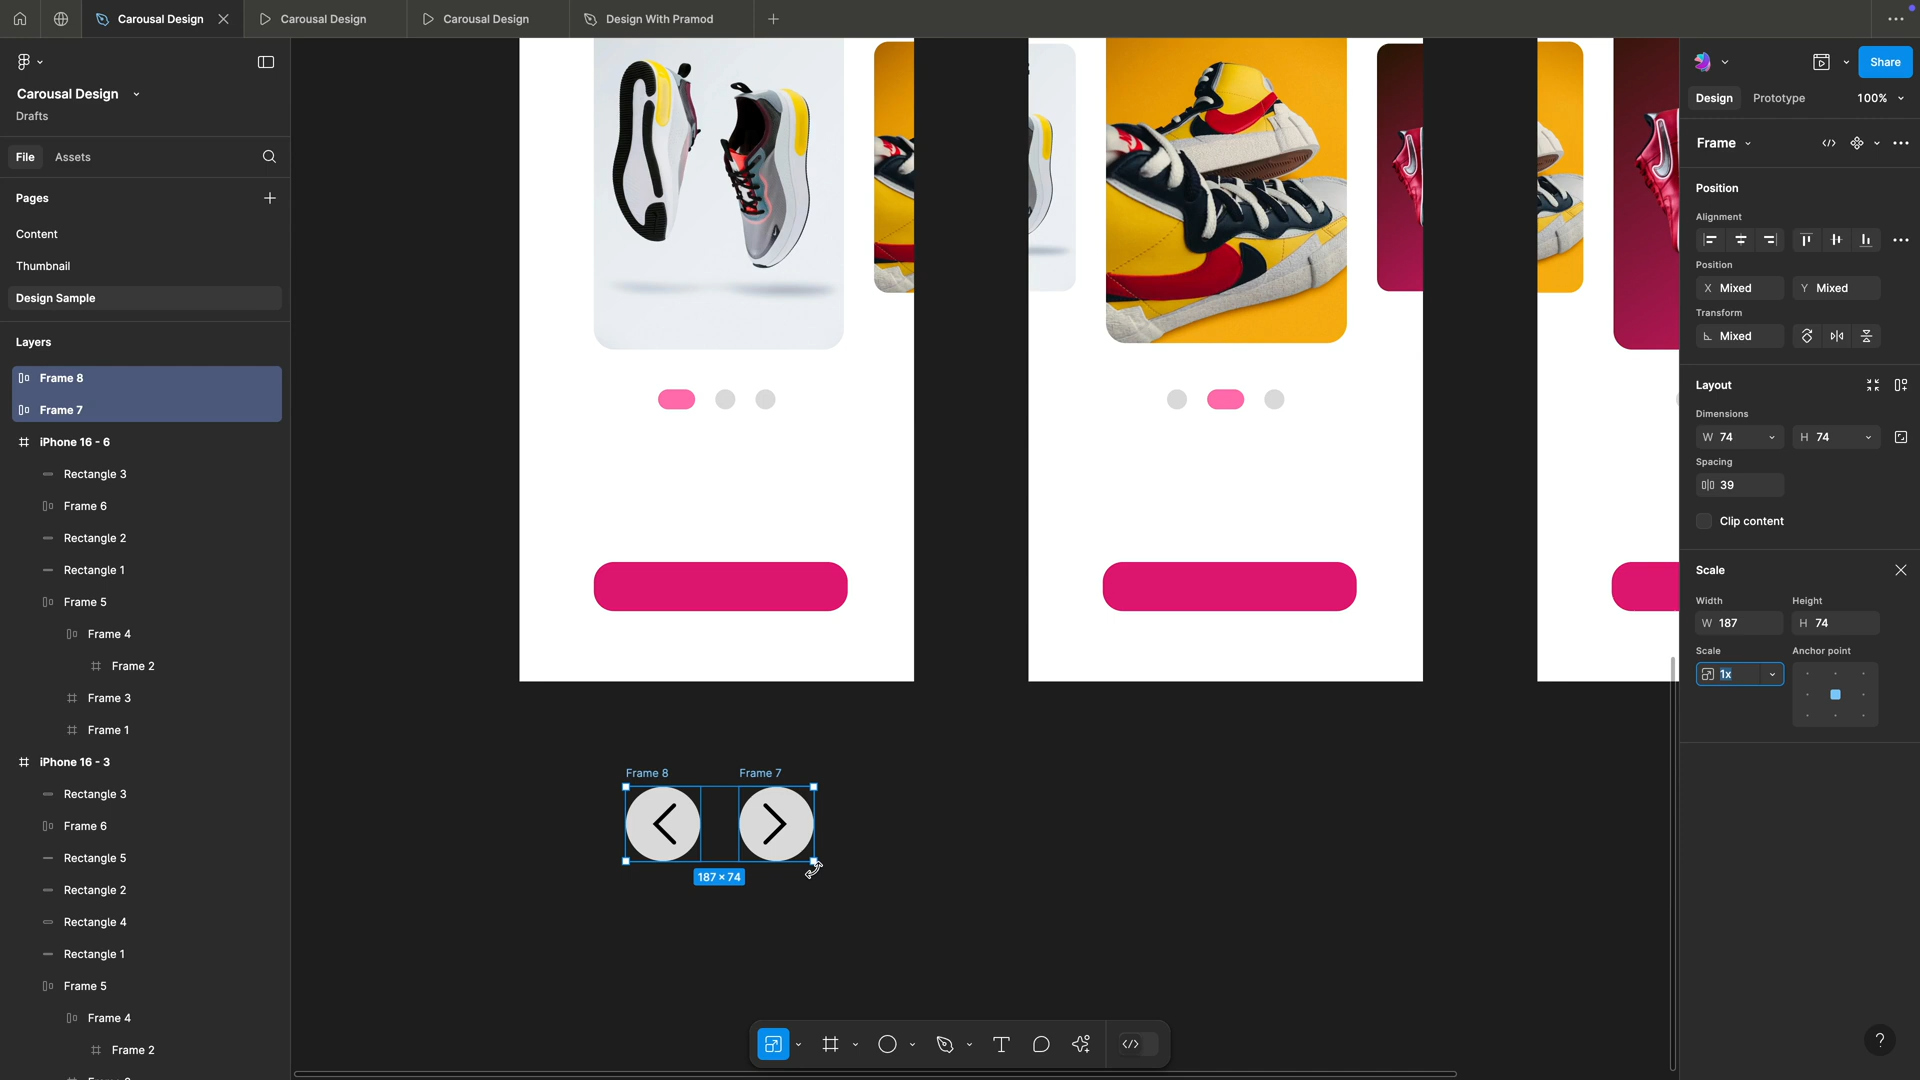 Carousal Design
Carousal Design
Carousal Design
Design With Pramod
Carousal Design
Drafts
File
Assets
Pages
Content
Thumbnail
Design Sample
Layers
Frame 8
Frame 7
iPhone 16 - 6
Rectangle 3
Frame 6
Rectangle 2
Rectangle 1
Frame 5
Frame 4
Frame 2
Frame 3
Frame 1
iPhone 16 - 3
Rectangle 3
Frame 6
Rectangle 5
Rectangle 2
Rectangle 4
Rectangle 1
Frame 5
Frame 4
Frame 2
Frame 8
Frame 7
187 × 74
Share
Design
Prototype
100%
Frame
Position
Alignment
Position
X Mixed
Y Mixed
Transform
Mixed
Layout
Dimensions
W 74
H 74
Spacing
39
Clip content
Scale
Width
Height
W 187
H 74
Scale
Anchor point
1x
?